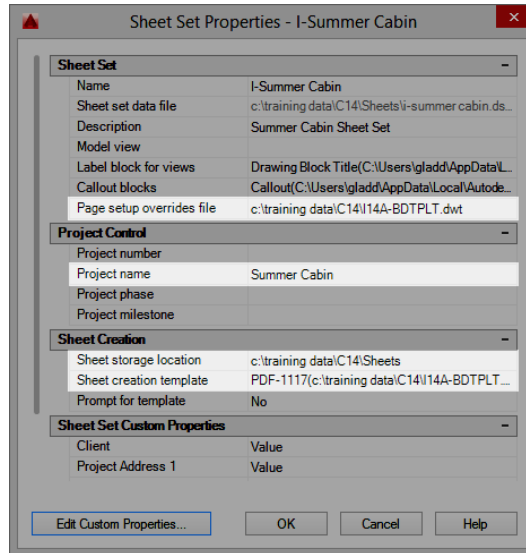 Sheet Set Properties - I-Summer Cabin
Sheet Set
Name I-Summer Cabin
Sheet set data file c:\training data\C14\Sheets\i-summer cabin.ds...
Description Summer Cabin Sheet Set
Model view
Label block for views Drawing Block Title(C:\Users\gladd\AppData\L...
Callout blocks Callout(C:\Users\gladd\AppData\Local\Autode...
Page setup overrides file c:\training data\C14\I14A-BDTPLT.dwt
Project Control
Project number
Project name Summer Cabin
Project phase
Project milestone
Sheet Creation
Sheet storage location c:\training data\C14\Sheets
Sheet creation template PDF-1117(c:\training data\C14\I14A-BDTPLT....
Prompt for template No
Sheet Set Custom Properties
Client Value
Project Address 1 Value
Edit Custom Properties... OK Cancel Help